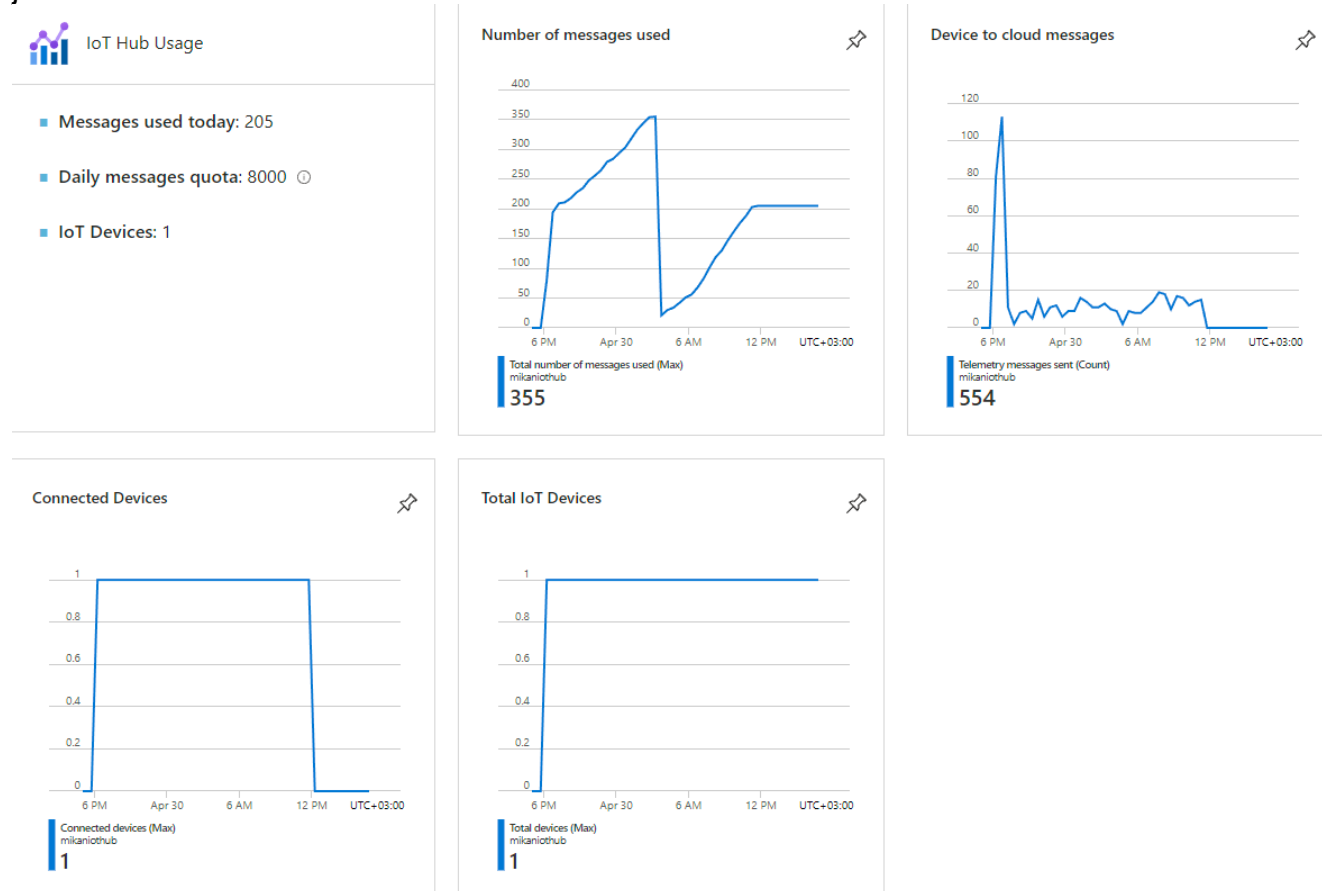 IoT Hub Usage
Messages used today: 205
Daily messages quota: 8000
IoT Devices: 1
Number of messages used
400
350
300
250
200
150
100
50
0
6 PM Apr 30 6 AM 12 PM UTC+03:00
Total number of messages used (Max)
mikaniothub
355
Device to cloud messages
120
100
80
60
40
20
0
6 PM Apr 30 6 AM 12 PM UTC+03:00
Telemetry messages sent (Count)
mikaniothub
554
Connected Devices
1
0.8
0.6
0.4
0.2
0
6 PM Apr 30 6 AM 12 PM UTC+03:00
Connected devices (Max)
mikaniothub
1
Total IoT Devices
1
0.8
0.6
0.4
0.2
0
6 PM Apr 30 6 AM 12 PM UTC+03:00
Total devices (Max)
mikaniothub
1